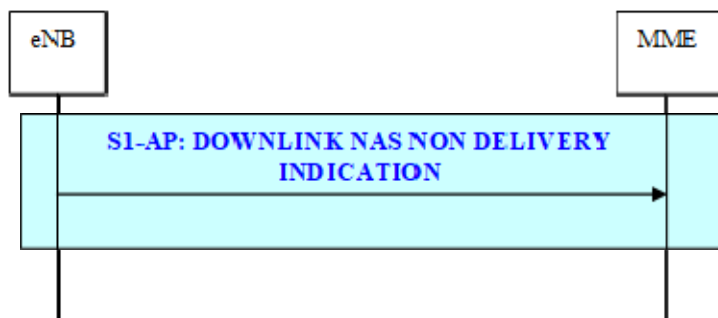 eNB
MME
S1-AP: DOWNLINK NAS NON DELIVERY
INDICATION